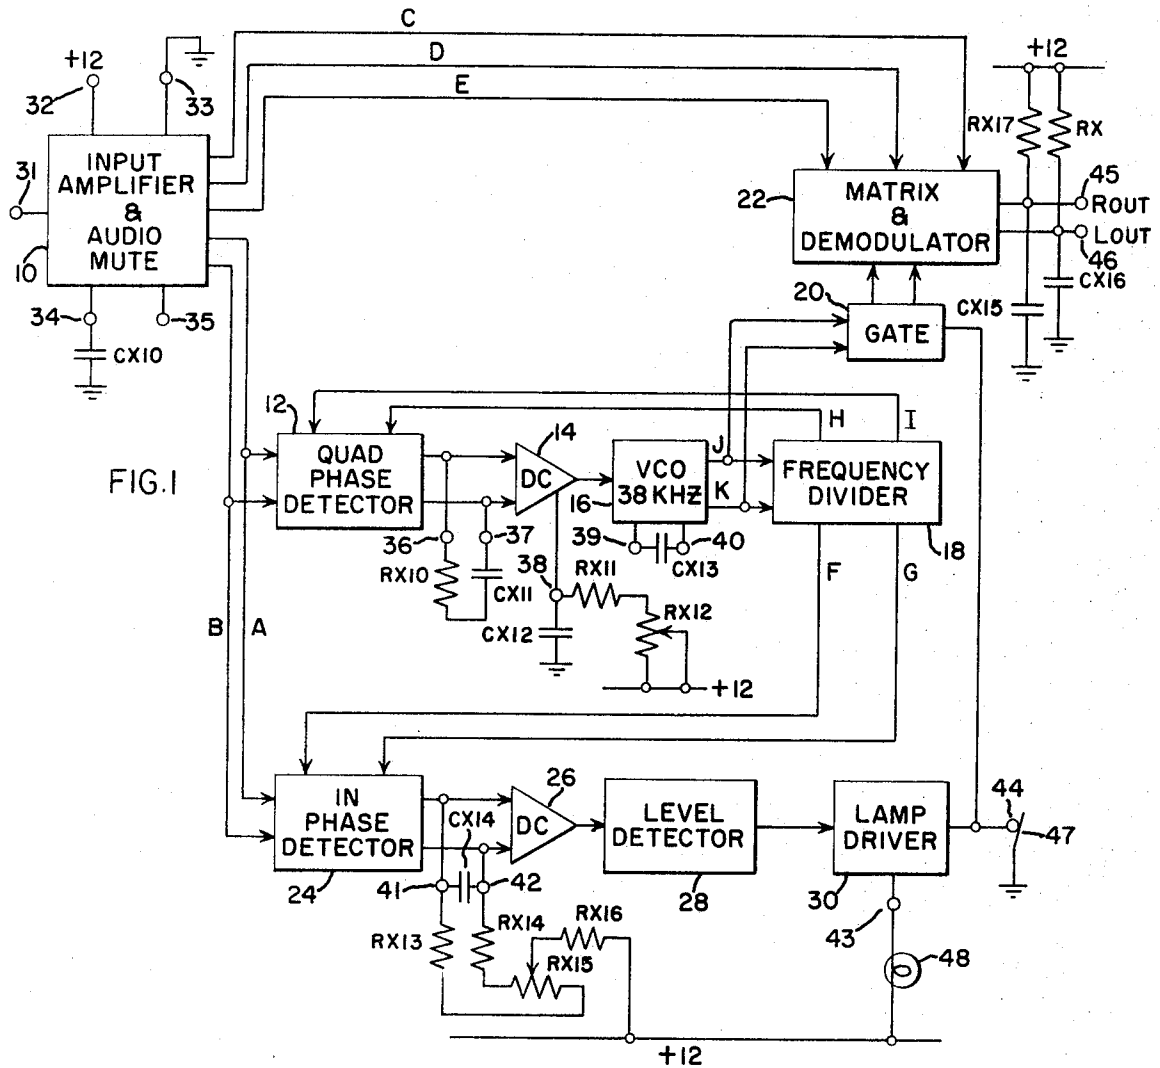 C
D
E
+12
32
33
+12
31
INPUT
AMPLIFIER
&
AUDIO
MUTE
10
34
35
CX10
RX17
RX
22
MATRIX
&
DEMODULATOR
45
ROUT
LOUT
46
CX16
CX15
20
GATE
FIG.1
12
QUAD
PHASE
DETECTOR
14
DC
VCO
38 KHZ
16
J
K
H
I
FREQUENCY
DIVIDER
18
36
37
RX10
CX11
38
RX11
39
40
CX13
CX12
RX12
+12
F
G
B
A
IN
PHASE
DETECTOR
24
26
DC
CX14
41
42
LEVEL
DETECTOR
28
LAMP
DRIVER
30
44
47
43
48
RX13
RX14
RX15
RX16
+12